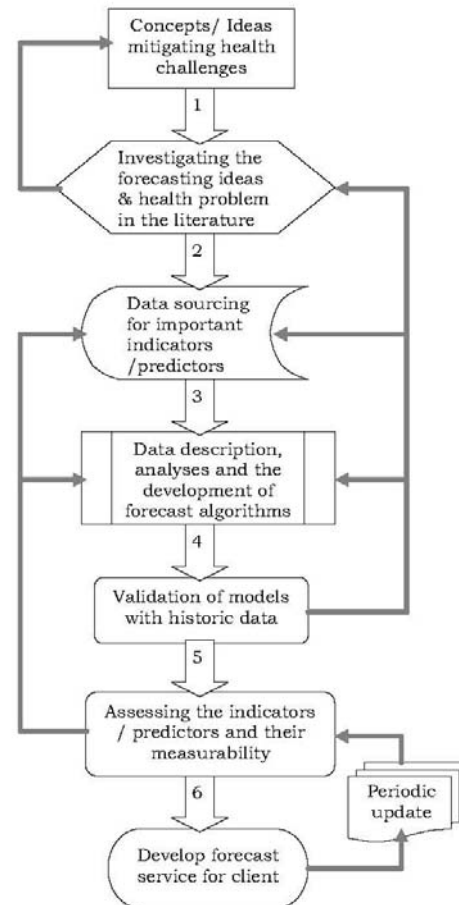 Concepts/ Ideas
mitigating health
challenges
1
Investigating the
forecasting ideas
& health problem
in the literature
2
Data sourcing
for important
indicators
/predictors
3
Data description,
analyses and the
development of
forecast algorithms
4
Validation of models
with historic data
5
Assessing the indicators
/ predictors and their
measurability
6
Periodic
update
Develop forecast
service for client